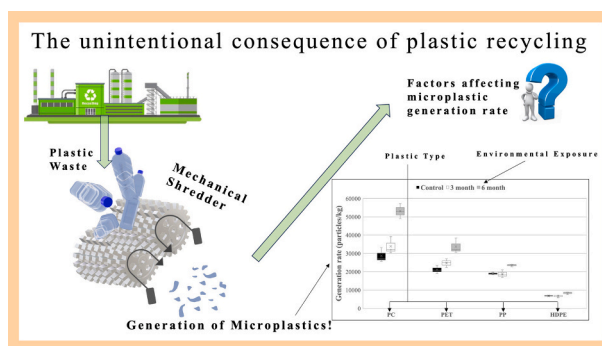 The unintentional consequence of plastic recycling
Recycling
Plastic
Waste
Mechanical
Shredder
Generation of Microplastics!
Factors affecting
microplastic
generation rate
Plastic Type
Environmental Exposure
Control 3 month 6 month
Generation rate (particles/kg)
60000
50000
40000
30000
20000
10000
0
PC PET PP HDPE